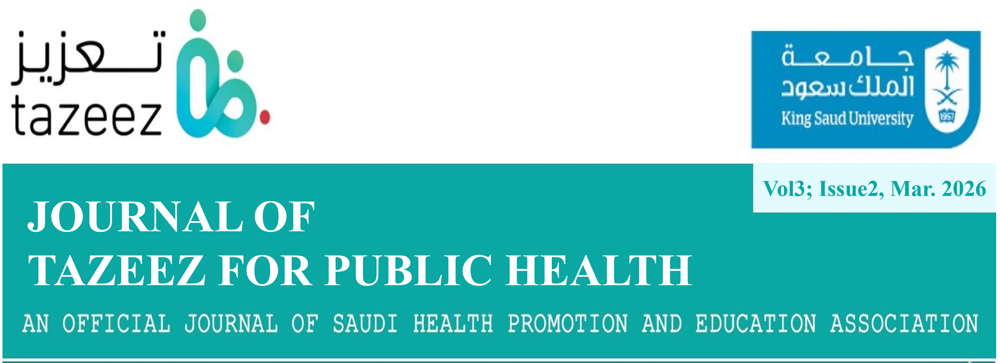 تعزيز
tazeez
جامعة
الملك سعود
King Saud University
1957
Vol3; Issue2, Mar. 2026
JOURNAL OF
TAZEEZ FOR PUBLIC HEALTH
AN OFFICIAL JOURNAL OF SAUDI HEALTH PROMOTION AND EDUCATION ASSOCIATION